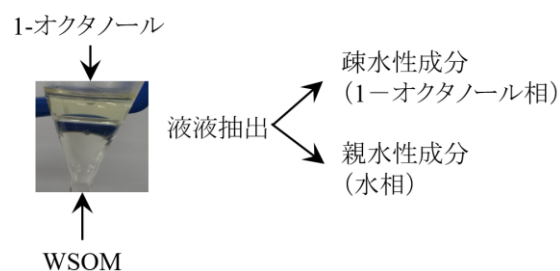 1-オクタノール
液液抽出
疎水性成分
（1－オクタノール相）
親水性成分
（水相）
WSOM